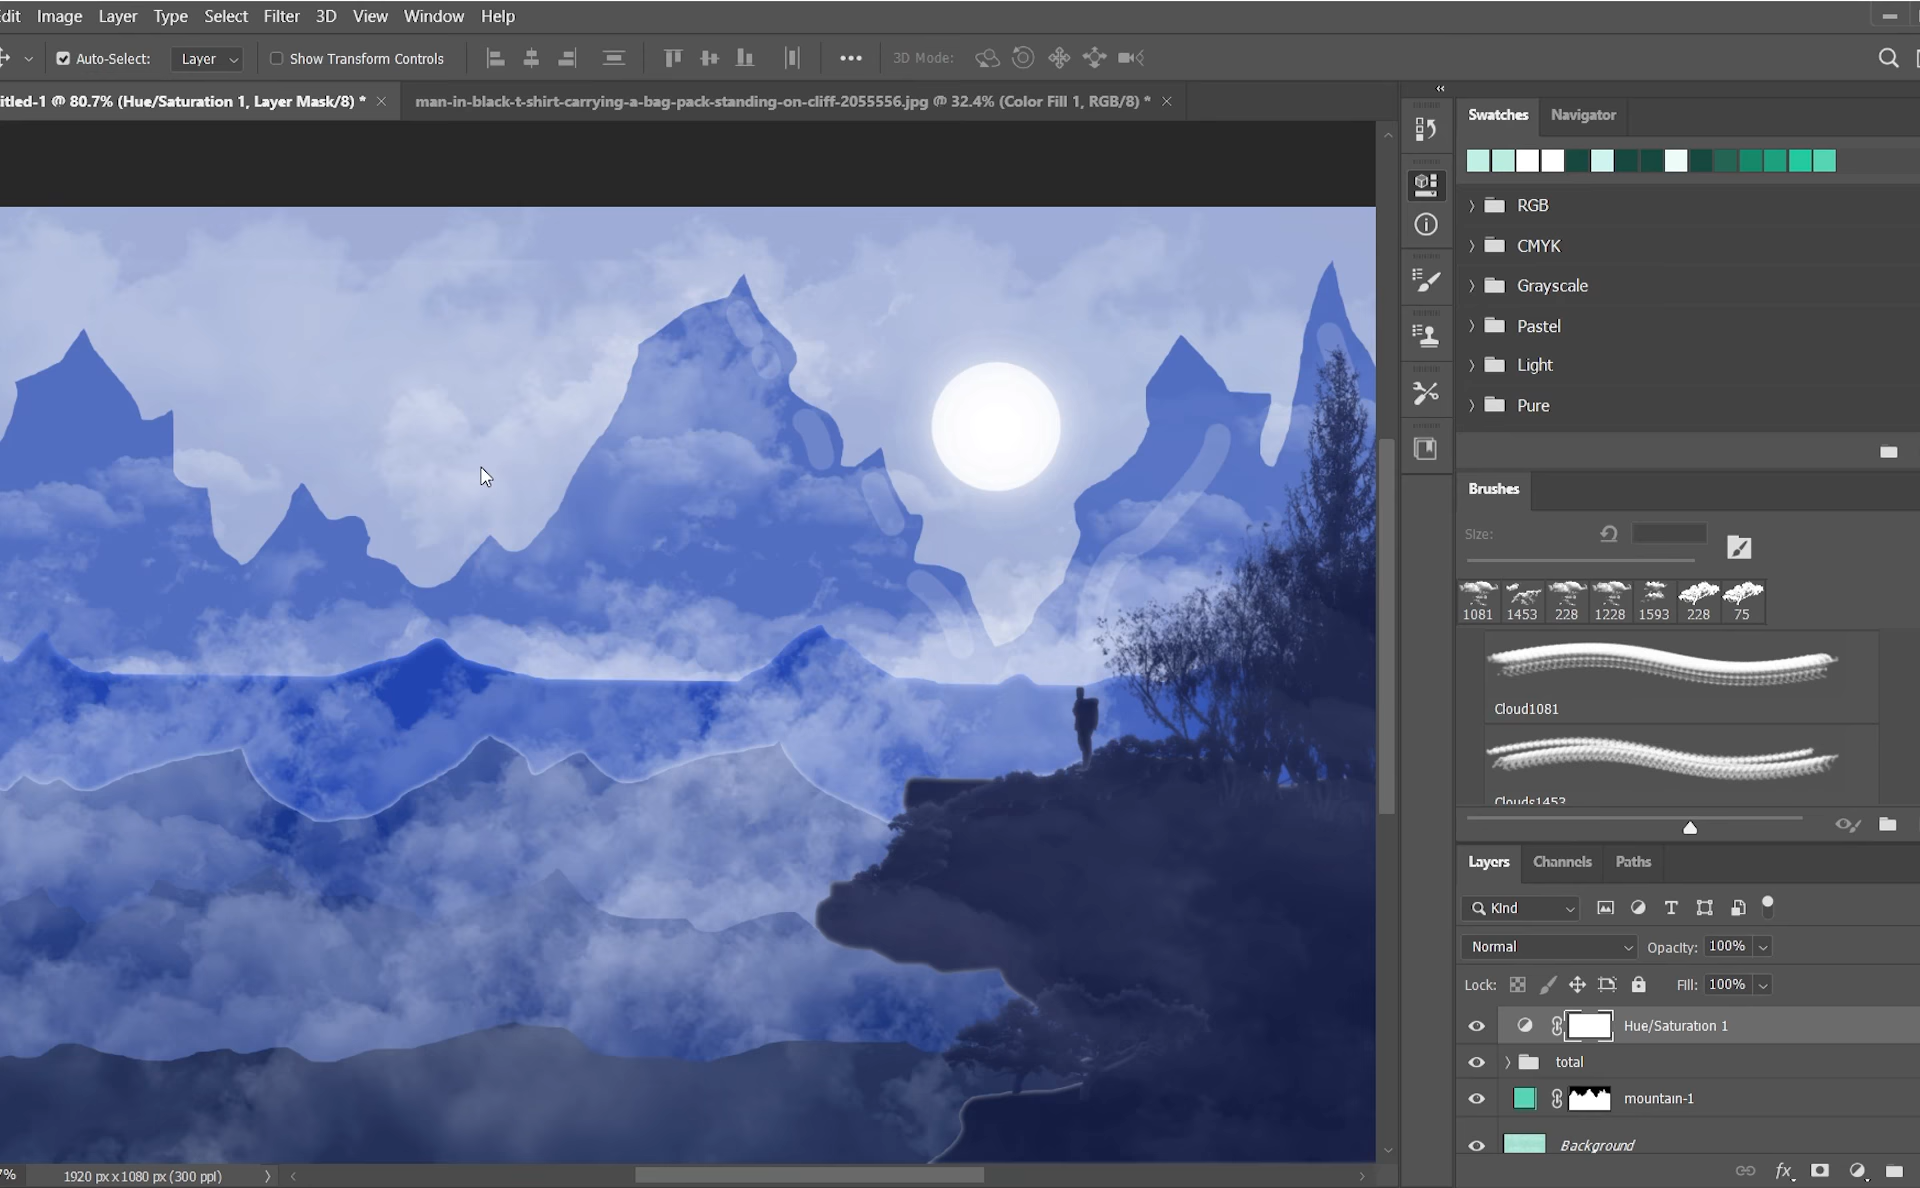 dit Image Layer Type Select Filter 3D View Window Help
Auto-Select: Layer Show Transform Controls 3D Mode:
itled-1 @ 80.7% (Hue/Saturation 1, Layer Mask/8) * man-in-black-t-shirt-carrying-a-bag-pack-standing-on-cliff-2055556.jpg @ 32.4% (Color Fill 1, RGB/8) *
Swatches Navigator
RGB
CMYK
Grayscale
Pastel
Light
Pure
Brushes
Size:
1081 1453 228 1228 1593 228 75
Cloud1081
Clouds1453
Layers Channels Paths
Kind
Normal Opacity: 100%
Lock: Fill: 100%
Hue/Saturation 1
total
mountain-1
Background
7% 1920 px x 1080 px (300 ppi)